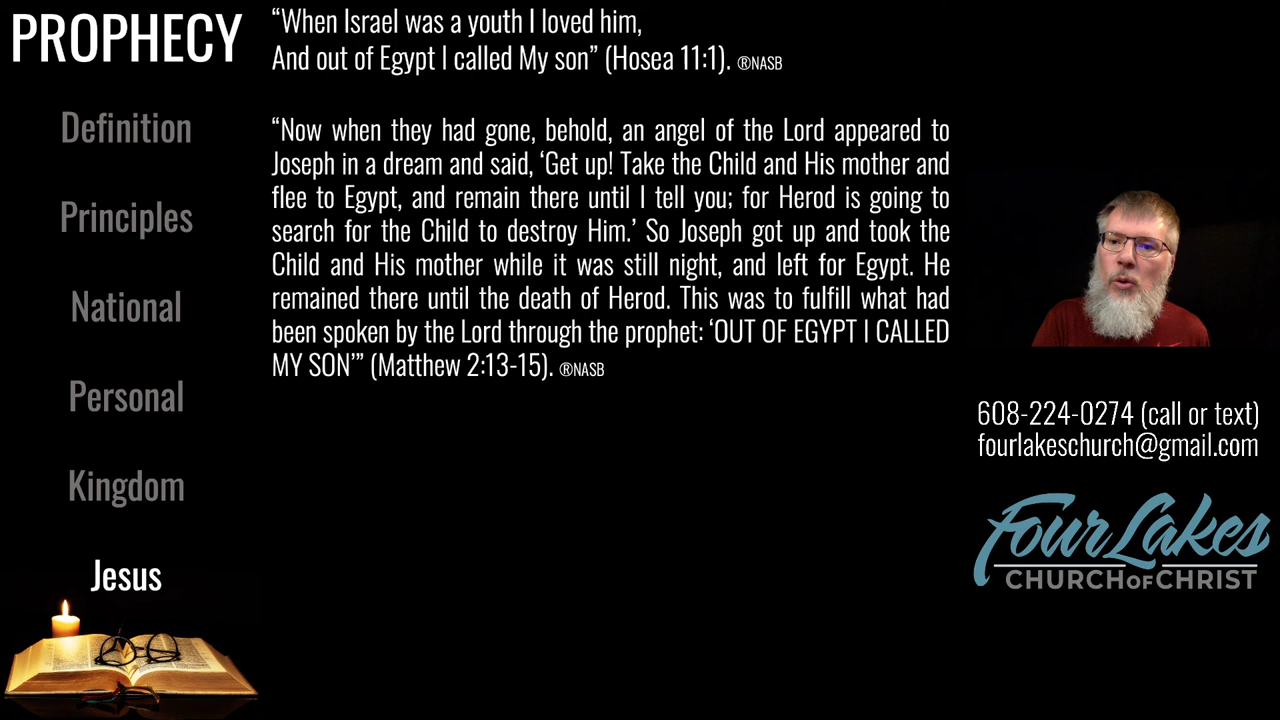 PROPHECY
Definition
Principles
National
Personal
Kingdom
Jesus
“When Israel was a youth I loved him,
And out of Egypt I called My son” (Hosea 11:1). ®NASB
“Now when they had gone, behold, an angel of the Lord appeared to
Joseph in a dream and said, ‘Get up! Take the Child and His mother and
flee to Egypt, and remain there until I tell you; for Herod is going to
search for the Child to destroy Him.’ So Joseph got up and took the
Child and His mother while it was still night, and left for Egypt. He
remained there until the death of Herod. This was to fulfill what had
been spoken by the Lord through the prophet: ‘OUT OF EGYPT I CALLED
MY SON’” (Matthew 2:13-15). ®NASB
608-224-0274 (call or text)
fourlakeschurch@gmail.com
Four Lakes
CHURCH OF CHRIST